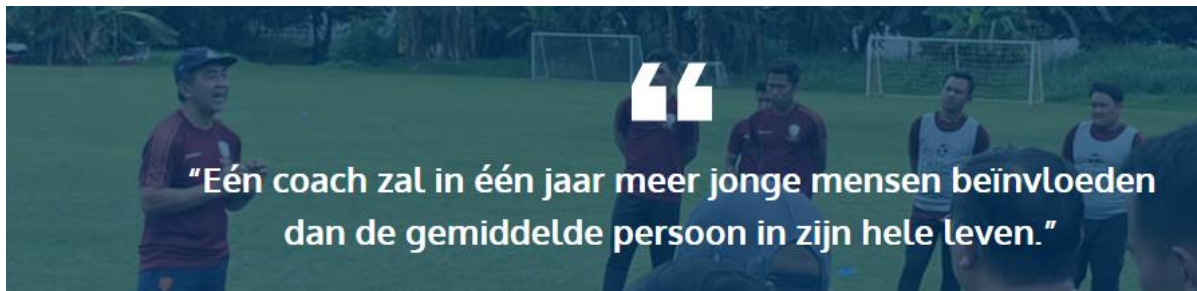 “Eén coach zal in één jaar meer jonge mensen beïnvloeden
dan de gemiddelde persoon in zijn hele leven.”